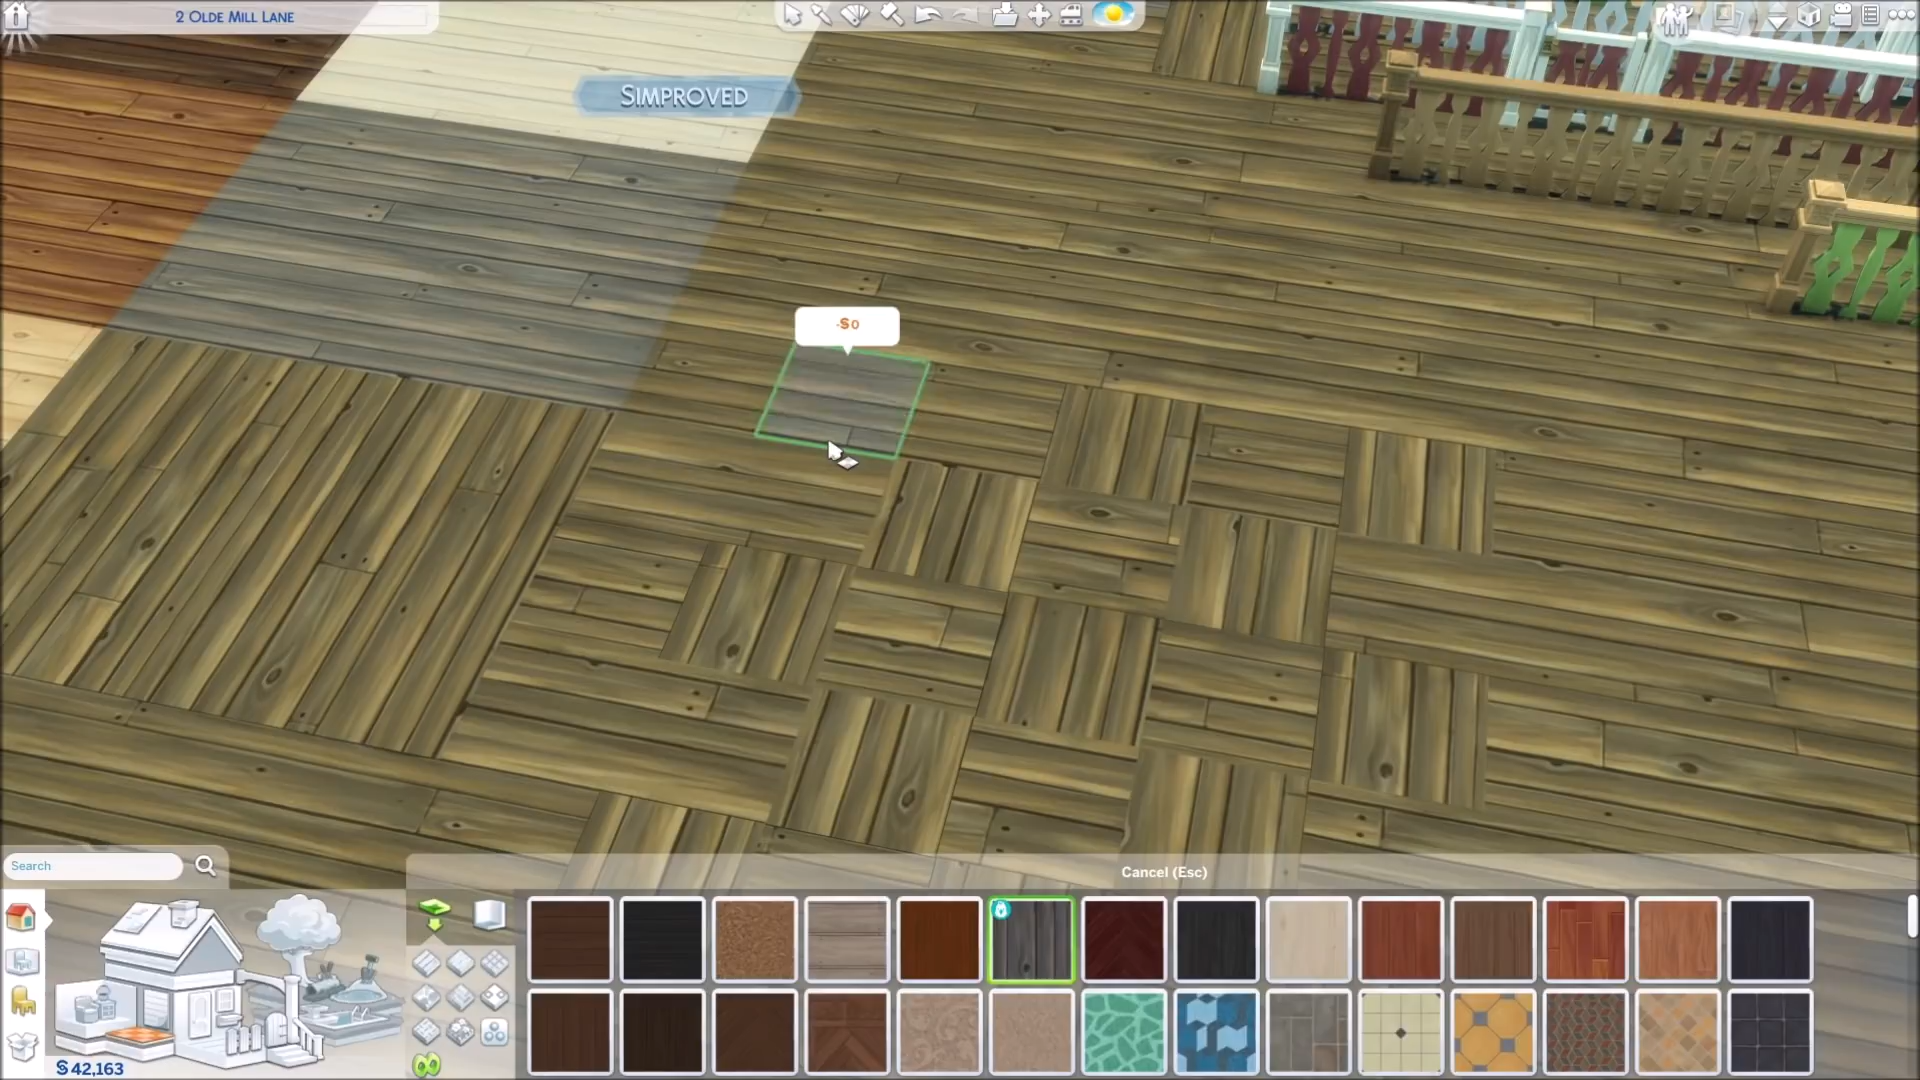 2 OLDE MILL LANE
SIMPROVED
-§0
Search
Cancel (Esc)
§42,163